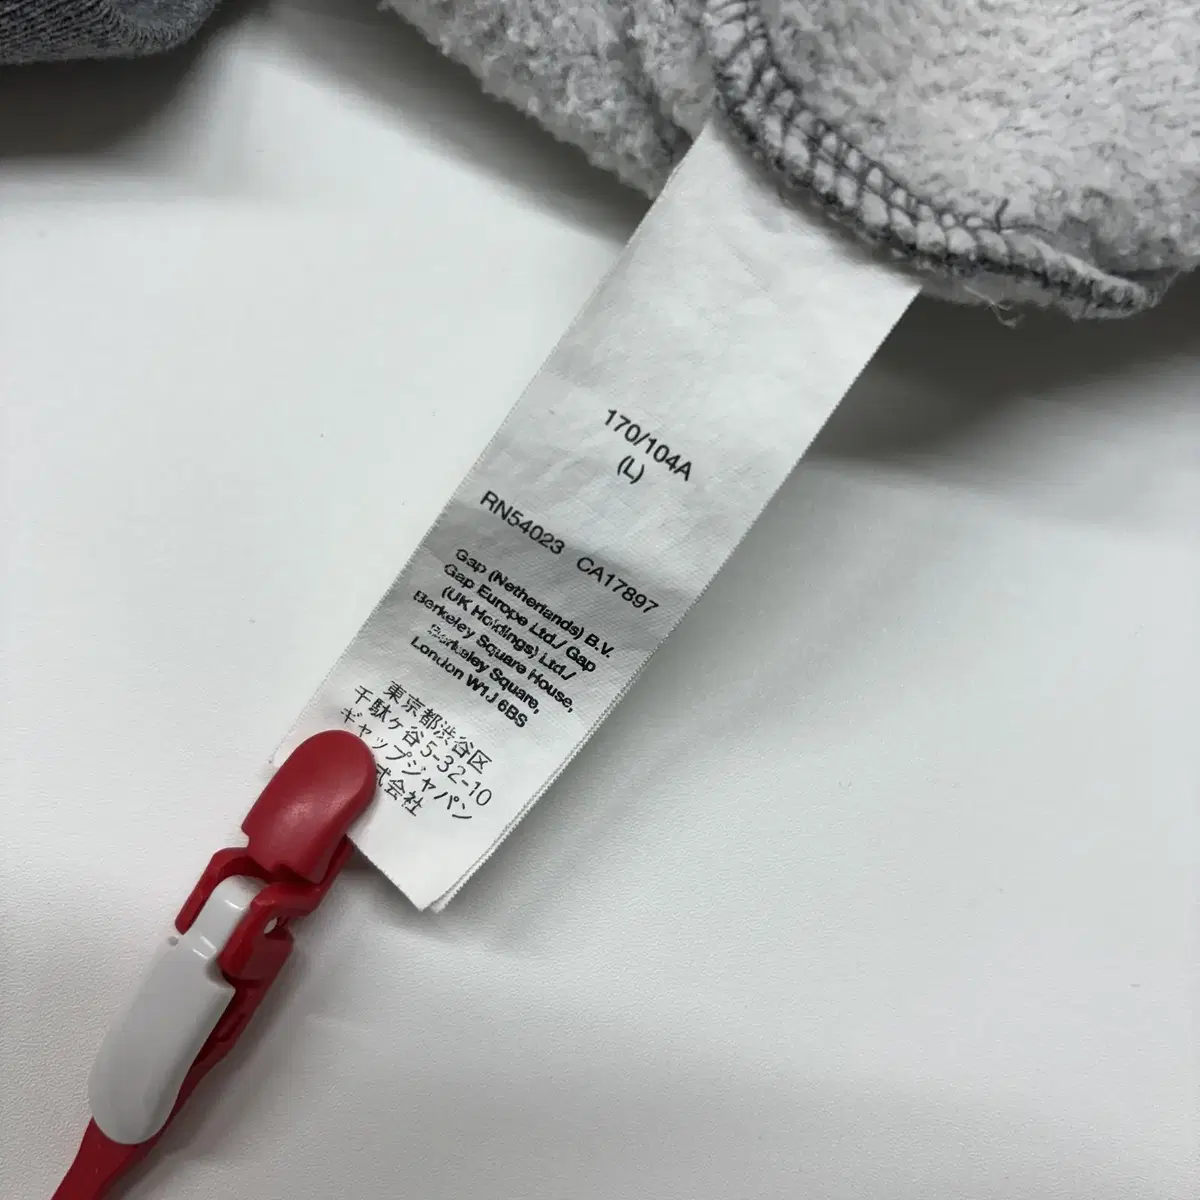 170/104A
(L)
RN54023 CA17897
Gap (Netherlands) B.V.
Gap Europe Ltd./ Gap
(UK Holdings) Ltd./
Berkeley Square House,
Berkeley Square,
London W1J 6BS
東京都渋谷区
千駄ケ谷5-32-10
ギャップジャパン
式会社